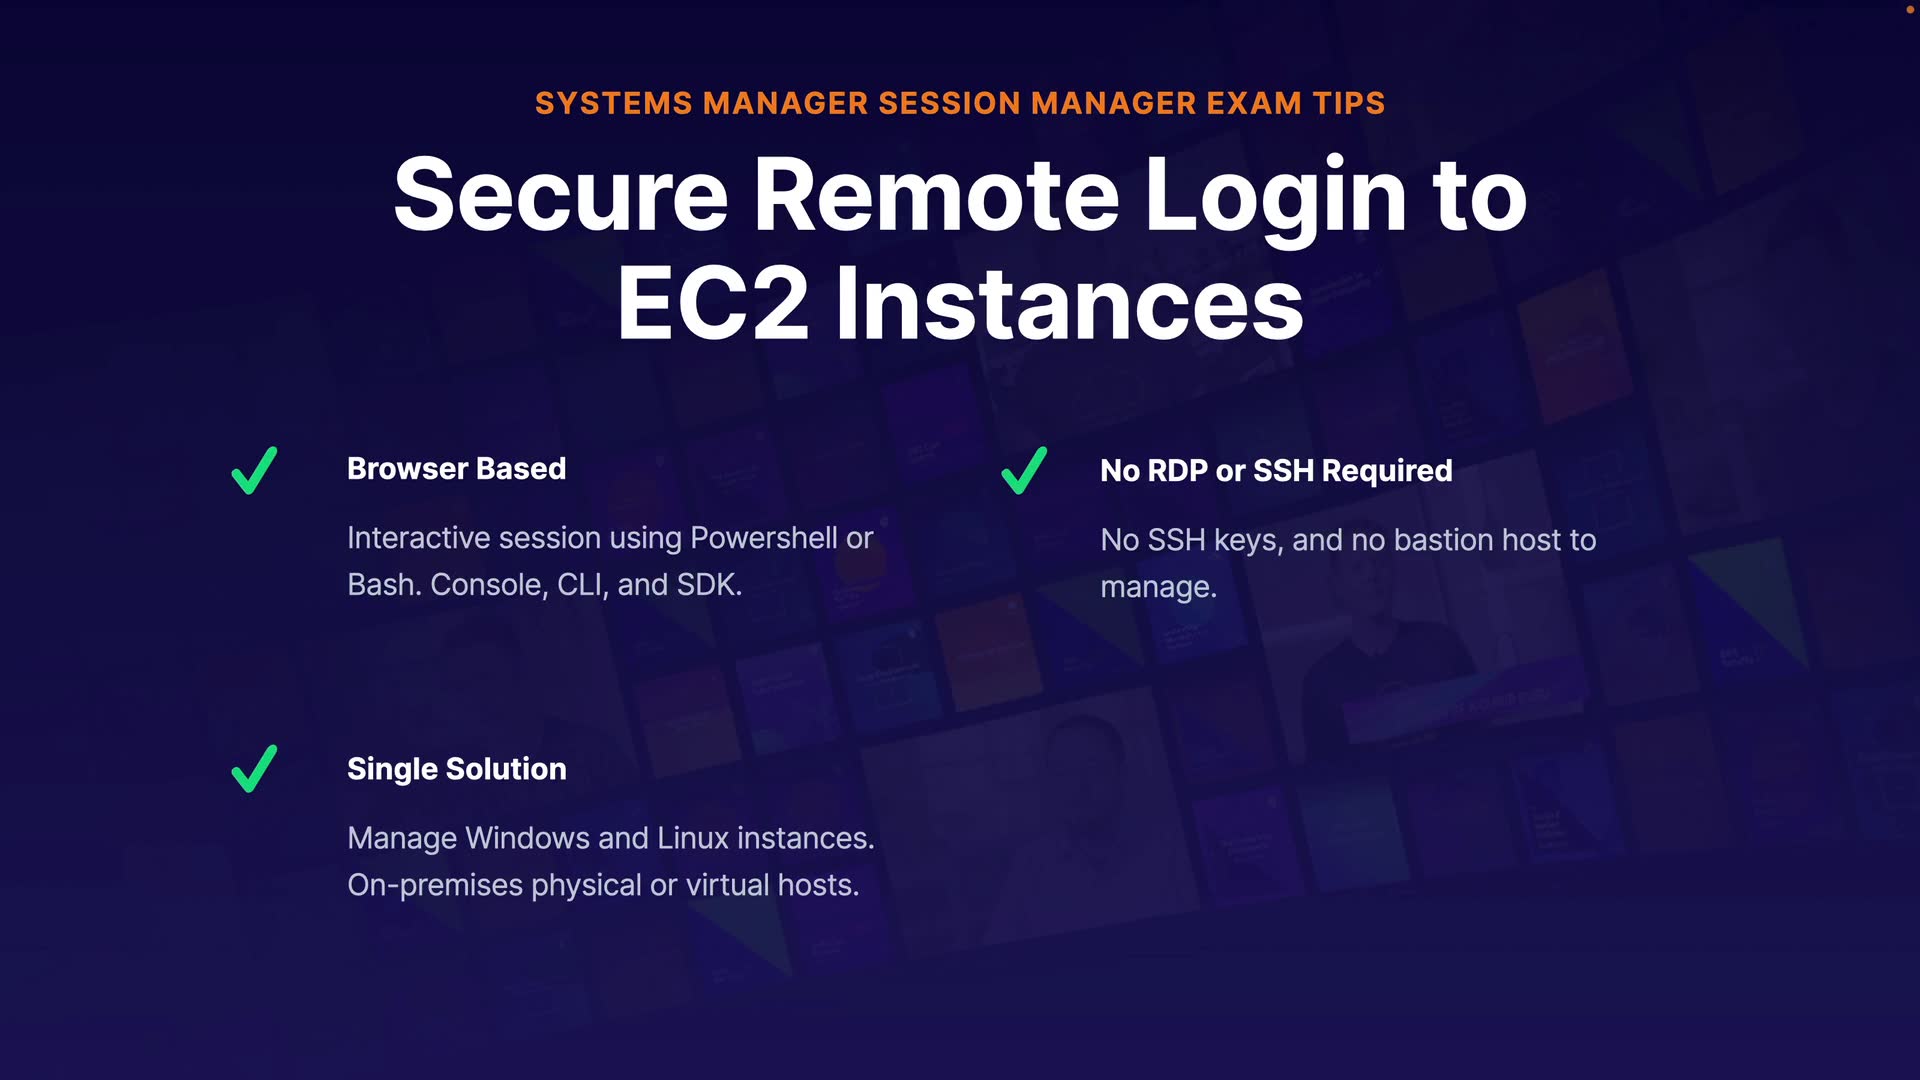 SYSTEMS MANAGER SESSION MANAGER EXAM TIPS
Secure Remote Login to
EC2 Instances
Browser Based
Interactive session using Powershell or
Bash. Console, CLI, and SDK.
No RDP or SSH Required
No SSH keys, and no bastion host to
manage.
Single Solution
Manage Windows and Linux instances.
On-premises physical or virtual hosts.